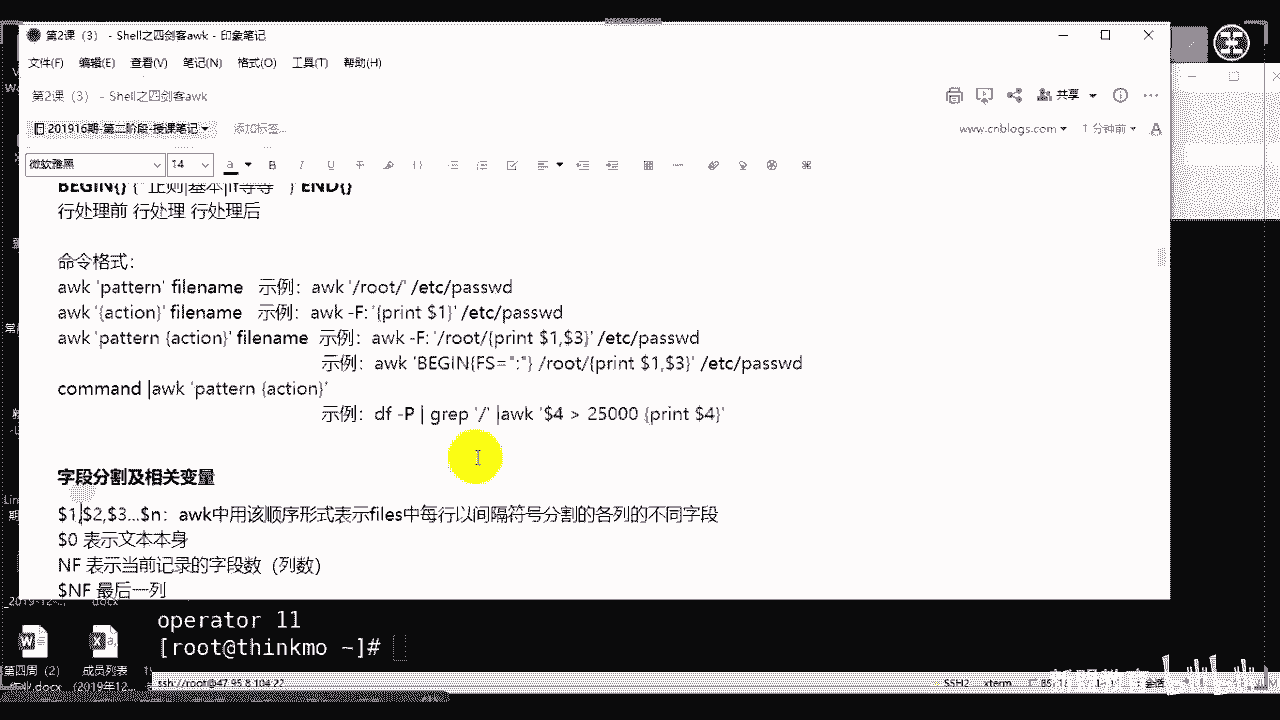 第2课（3） - Shell之四剑客awk - 印象笔记
文件(F) 编辑(E) 查看(V) 笔记(N) 格式(O) 工具(T) 帮助(H)
第2课（3） - Shell之四剑客awk
共享
201916期-第二阶段-授课笔记
添加标签...
www.cnblogs.com
1 分钟前
微软雅黑 14
BEGIN{} {" 正则|基本|if等等 " } END{}
行处理前 行处理 行处理后
命令格式：
awk 'pattern' filename 示例：awk '/root/' /etc/passwd
awk '{action}' filename 示例：awk -F: '{print $1}' /etc/passwd
awk 'pattern {action}' filename 示例：awk -F: '/root/{print $1,$3}' /etc/passwd
示例：awk 'BEGIN{FS=":"} /root/{print $1,$3}' /etc/passwd
command |awk 'pattern {action}'
示例：df -P | grep '/' |awk '$4 > 25000 {print $4}'
字段分割及相关变量
$1,$2,$3...$n：awk中用该顺序形式表示files中每行以间隔符号分割的各列的不同字段
$0 表示文本本身
NF 表示当前记录的字段数（列数）
$NF 最后一列
operator 11
[root@thinkmo ~]#
第四周（2）
成员列表
(2019年12...
ssh://root@47.95.8.104:22
SSH2
xterm